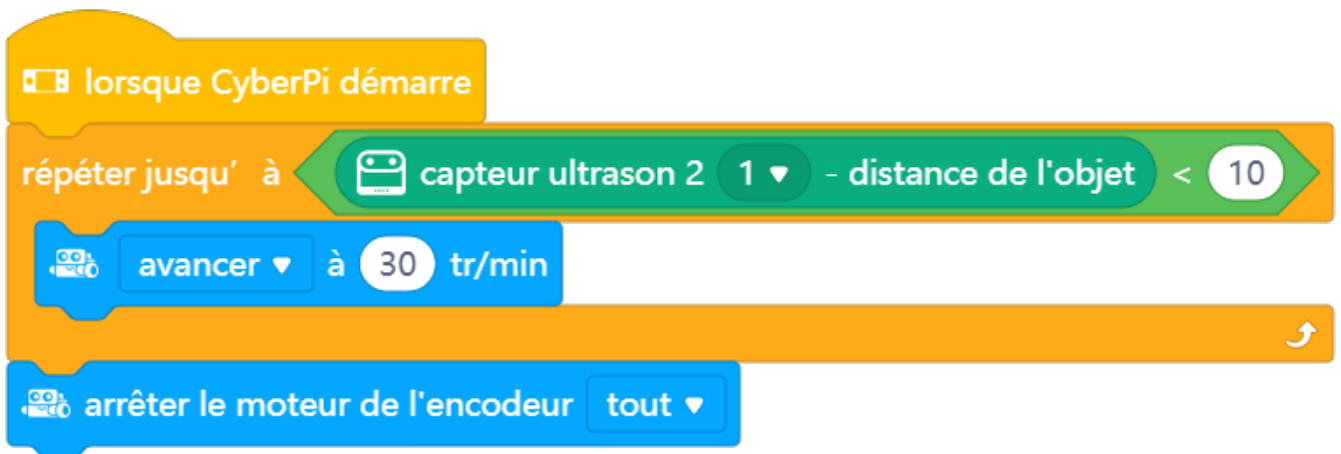 lorsque CyberPi démarre
répéter jusqu’ à capteur ultrason 2 1 ▼ - distance de l'objet < 10
avancer ▼ à 30 tr/min
arrêter le moteur de l'encodeur tout ▼